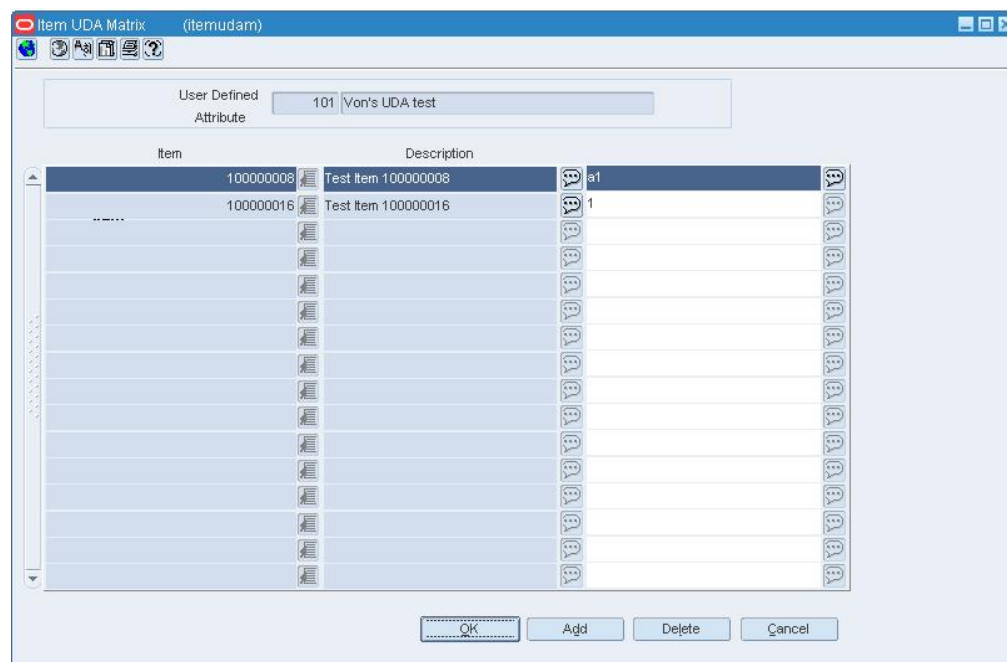 Item UDA Matrix (itemudam)
User Defined
Attribute
101 Von's UDA test
Item Description
100000008 Test Item 100000008 a1
100000016 Test Item 100000016 1
OK Add Delete Cancel